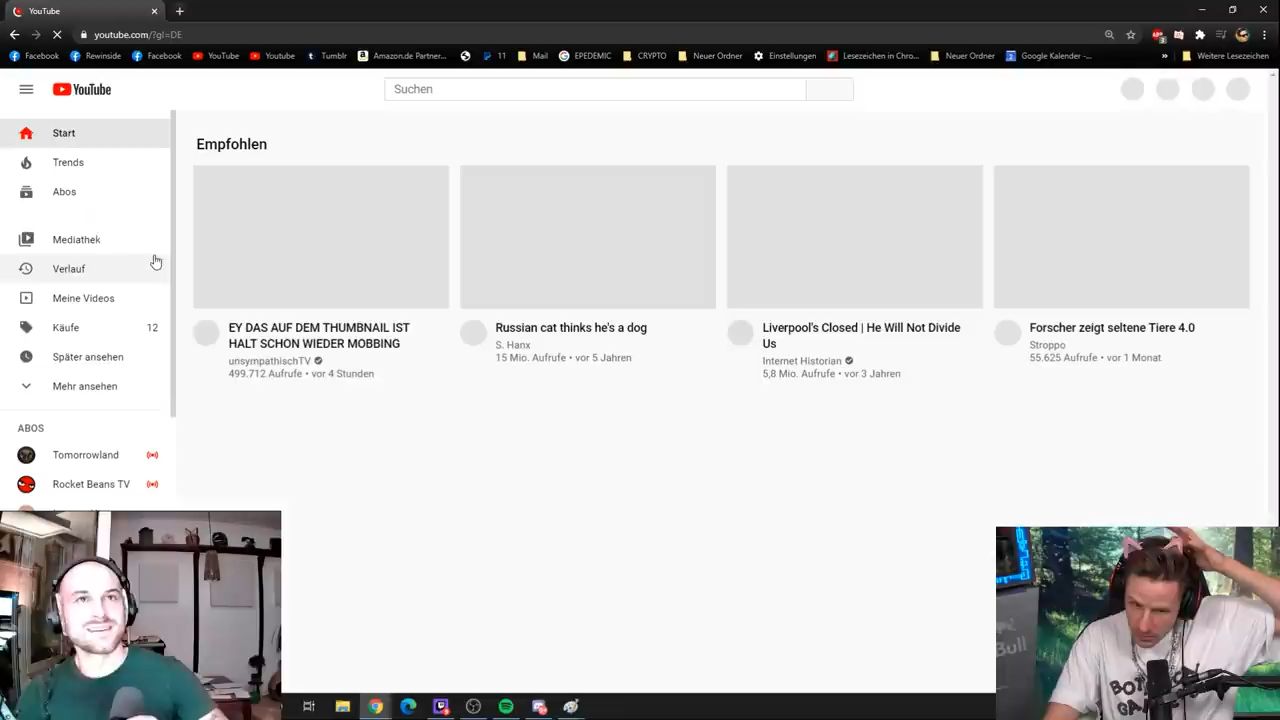 YouTube
youtube.com/?gl=DE
Facebook Rewinside Facebook YouTube Youtube Tumblr Amazon.de Partner... 11 Mail EPEDEMIC CRYPTO Neuer Ordner Einstellungen Lesezeichen in Chro... Neuer Ordner Google Kalender -... » Weitere Lesezeichen
YouTube
Suchen
Start
Trends
Abos
Mediathek
Verlauf
Meine Videos
Käufe 12
Später ansehen
Mehr ansehen
ABOS
Tomorrowland
Rocket Beans TV
Empfohlen
EY DAS AUF DEM THUMBNAIL IST
HALT SCHON WIEDER MOBBING
unsympathischTV
499.712 Aufrufe • vor 4 Stunden
Russian cat thinks he's a dog
S. Hanx
15 Mio. Aufrufe • vor 5 Jahren
Liverpool's Closed | He Will Not Divide
Us
Internet Historian
5,8 Mio. Aufrufe • vor 3 Jahren
Forscher zeigt seltene Tiere 4.0
Stroppo
55.625 Aufrufe • vor 1 Monat